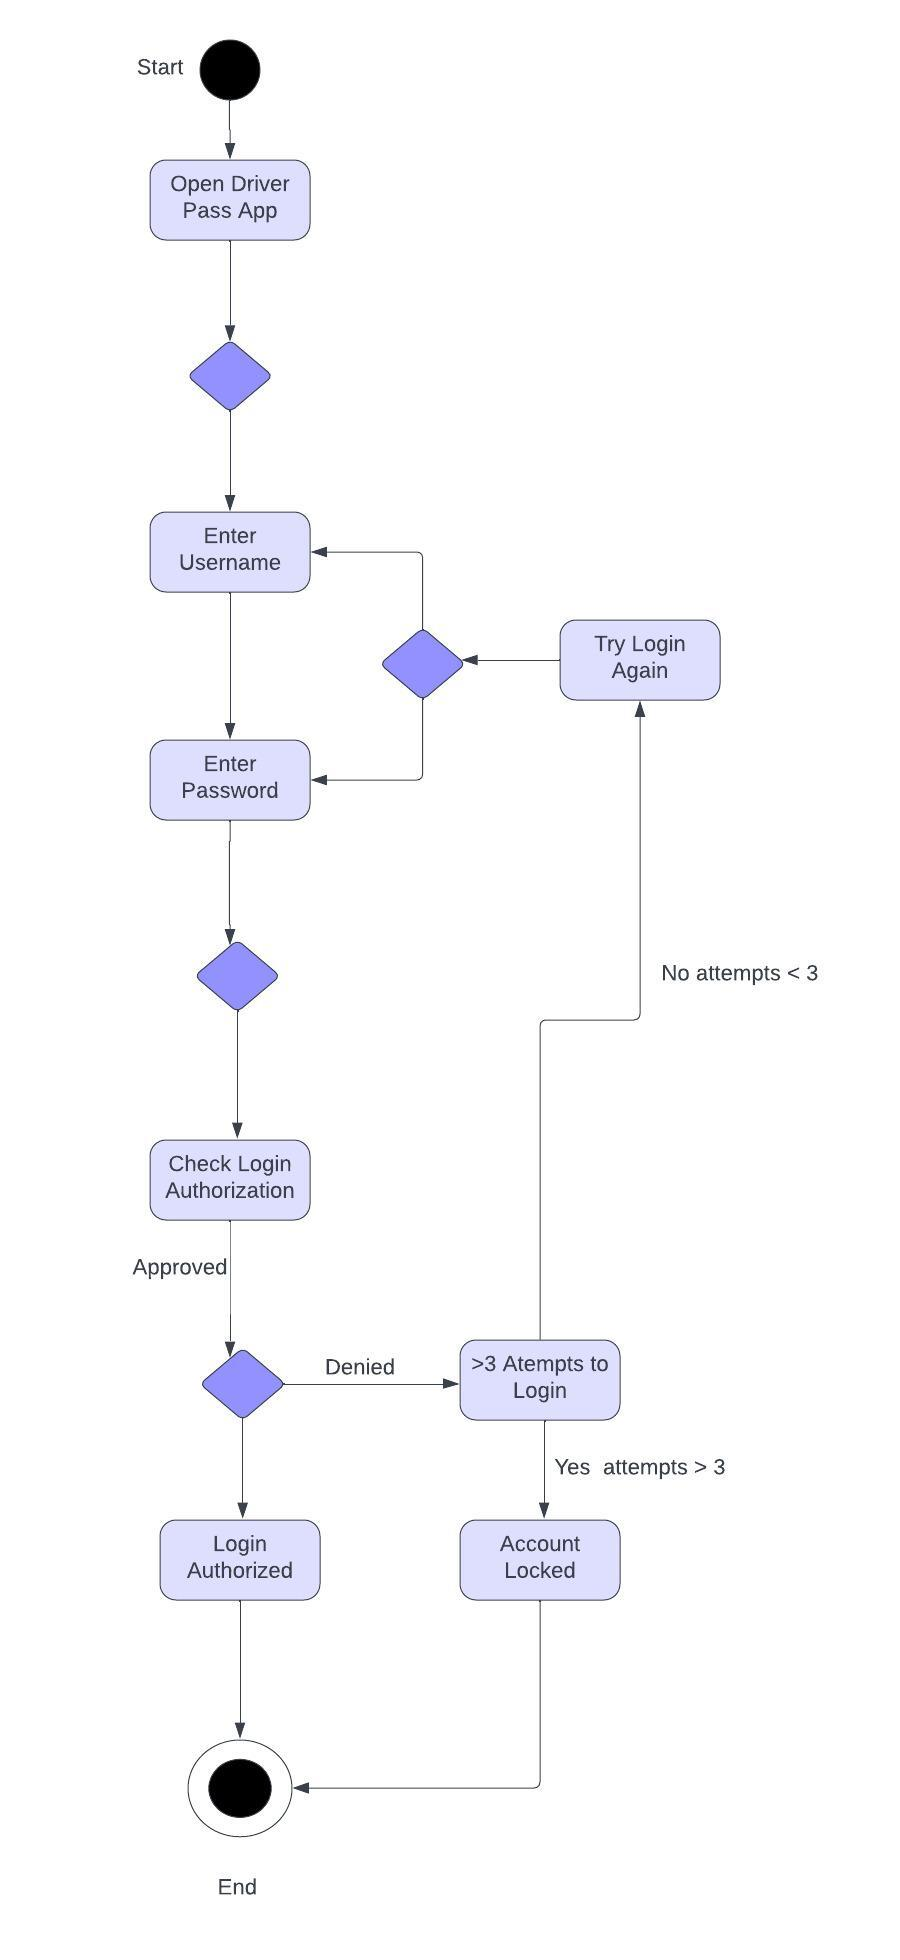 Start
Open Driver
Pass App
Enter
Username
Try Login
Again
Enter
Password
No attempts < 3
Check Login
Authorization
Approved
Denied
>3 Atempts to
Login
Yes  attempts > 3
Login
Authorized
Account
Locked
End